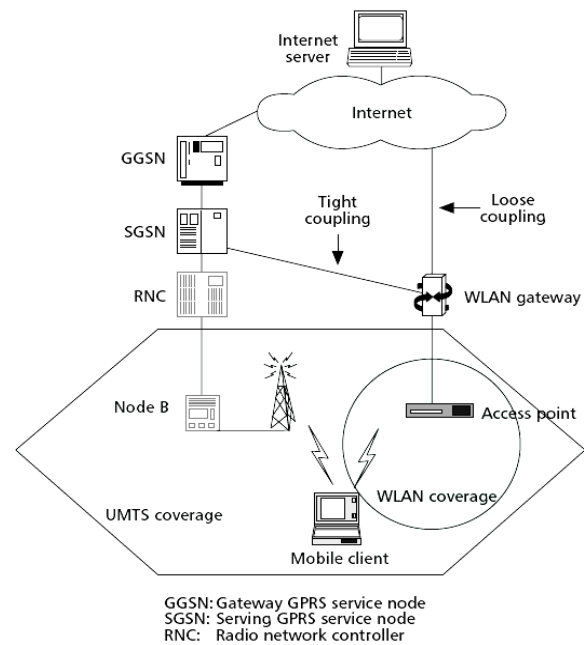 Internet
server
Internet
GGSN
Tight
coupling
Loose
coupling
SGSN
RNC
WLAN gateway
Node B
Access point
WLAN coverage
UMTS coverage
Mobile client
GGSN: Gateway GPRS service node
SGSN: Serving GPRS service node
RNC: Radio network controller